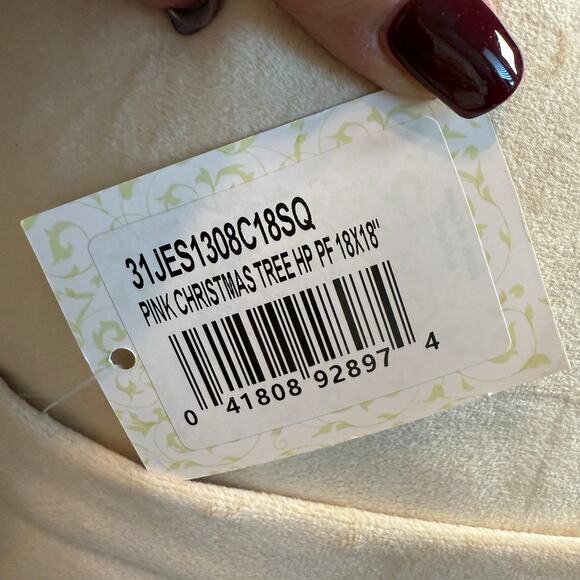 31JES1308C18SQ
PINK CHRISTMAS TREE HP PF 18X18"
0 41808 92897 4